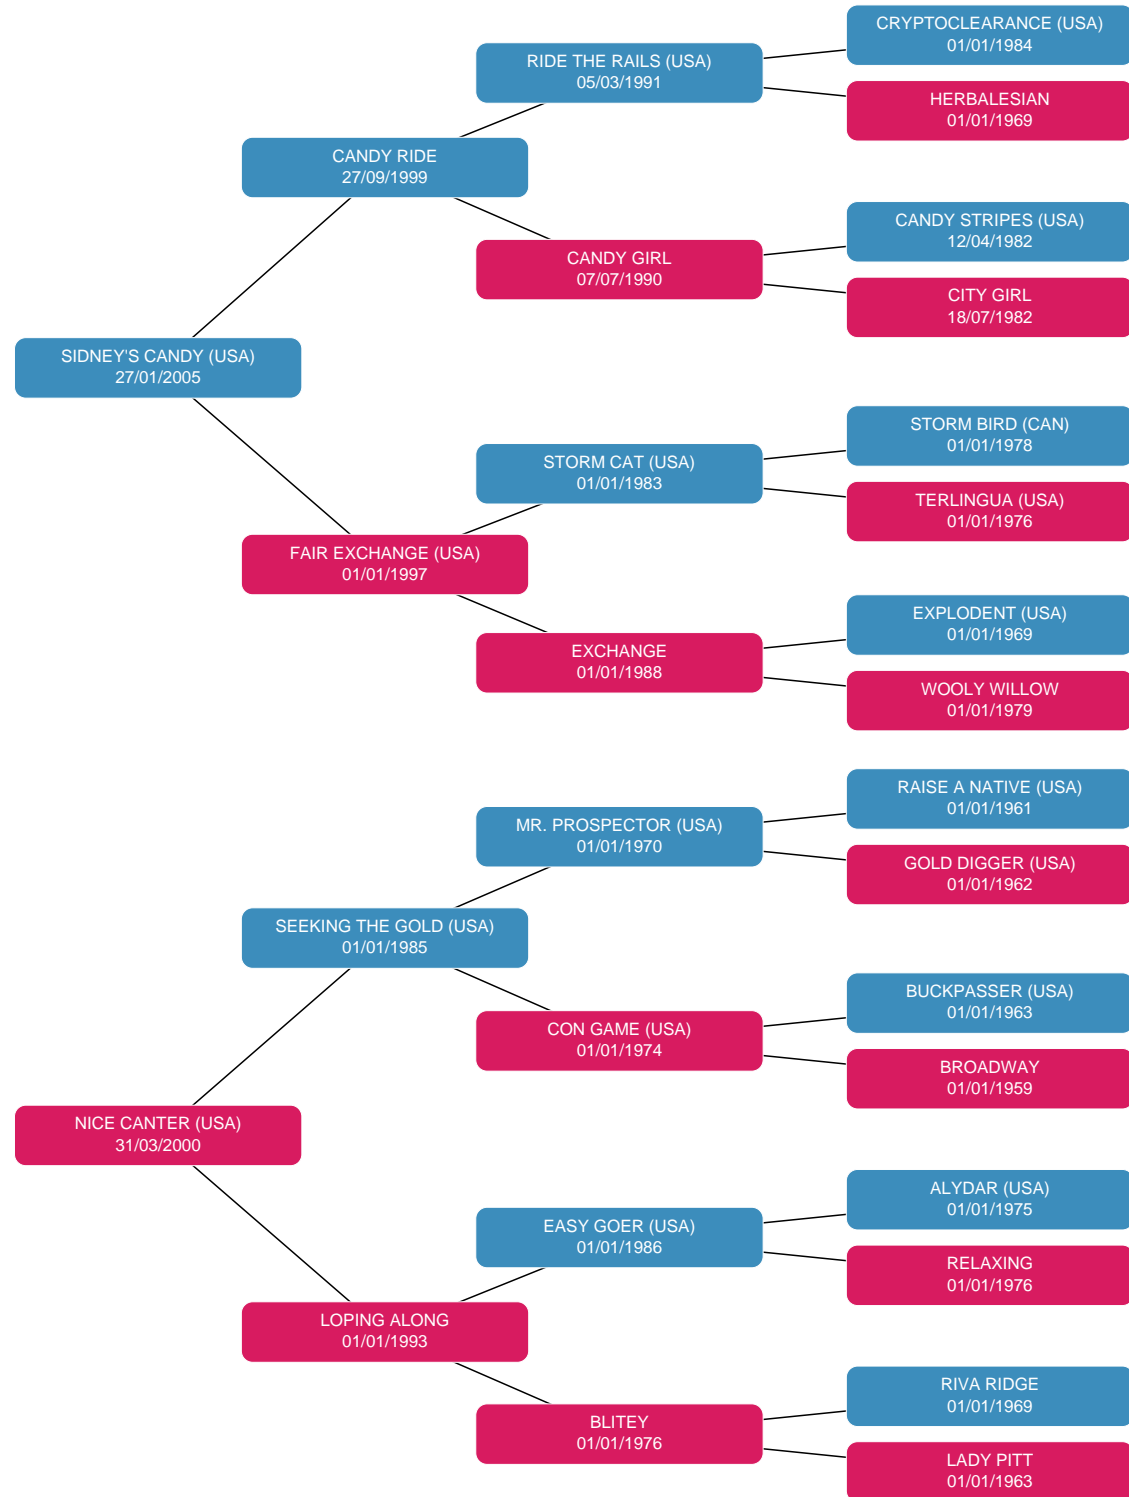 CRYPTOCLEARANCE (USA)
01/01/1984
RIDE THE RAILS (USA)
05/03/1991
HERBALESIAN
01/01/1969
CANDY RIDE
27/09/1999
CANDY STRIPES (USA)
12/04/1982
CANDY GIRL
07/07/1990
CITY GIRL
18/07/1982
SIDNEY'S CANDY (USA)
27/01/2005
STORM BIRD (CAN)
01/01/1978
STORM CAT (USA)
01/01/1983
TERLINGUA (USA)
01/01/1976
FAIR EXCHANGE (USA)
01/01/1997
EXPLODENT (USA)
01/01/1969
EXCHANGE
01/01/1988
WOOLY WILLOW
01/01/1979
RAISE A NATIVE (USA)
01/01/1961
MR. PROSPECTOR (USA)
01/01/1970
GOLD DIGGER (USA)
01/01/1962
SEEKING THE GOLD (USA)
01/01/1985
BUCKPASSER (USA)
01/01/1963
CON GAME (USA)
01/01/1974
BROADWAY
01/01/1959
NICE CANTER (USA)
31/03/2000
ALYDAR (USA)
01/01/1975
EASY GOER (USA)
01/01/1986
RELAXING
01/01/1976
LOPING ALONG
01/01/1993
RIVA RIDGE
01/01/1969
BLITEY
01/01/1976
LADY PITT
01/01/1963